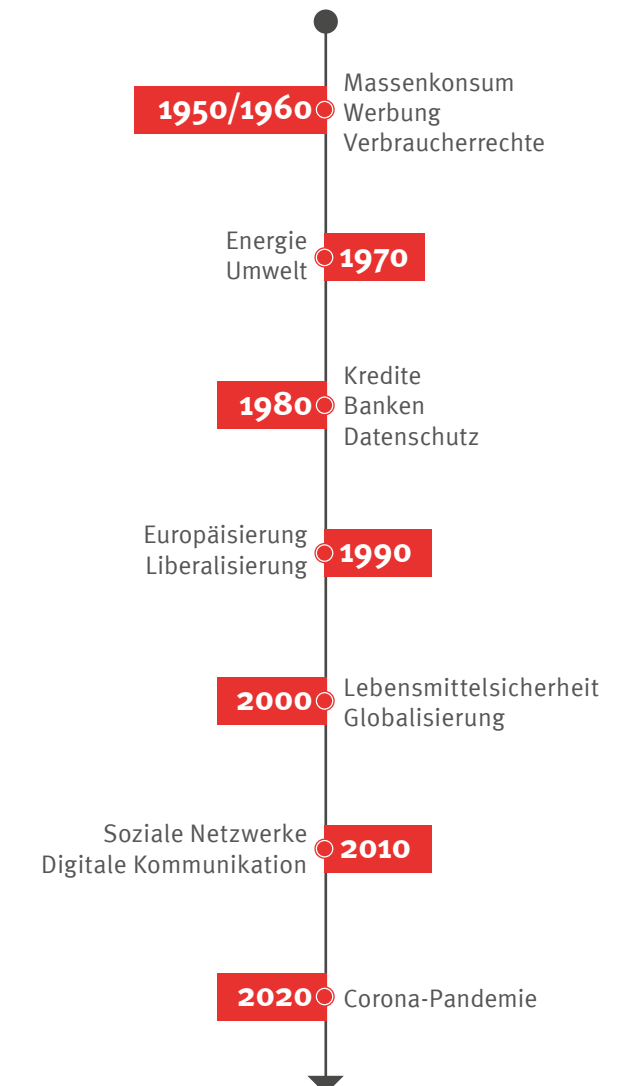 1950/1960
Massenkonsum
Werbung
Verbraucherrechte
Energie
Umwelt
1970
1980
Kredite
Banken
Datenschutz
Europäisierung
Liberalisierung
1990
2000
Lebensmittelsicherheit
Globalisierung
Soziale Netzwerke
Digitale Kommunikation
2010
2020
Corona-Pandemie